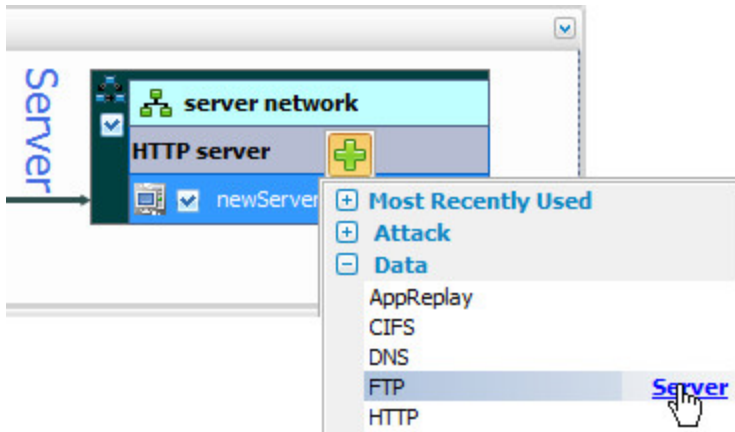 Server
server network
HTTP server
newServer
Most Recently Used
Attack
Data
AppReplay
CIFS
DNS
FTP Server
HTTP